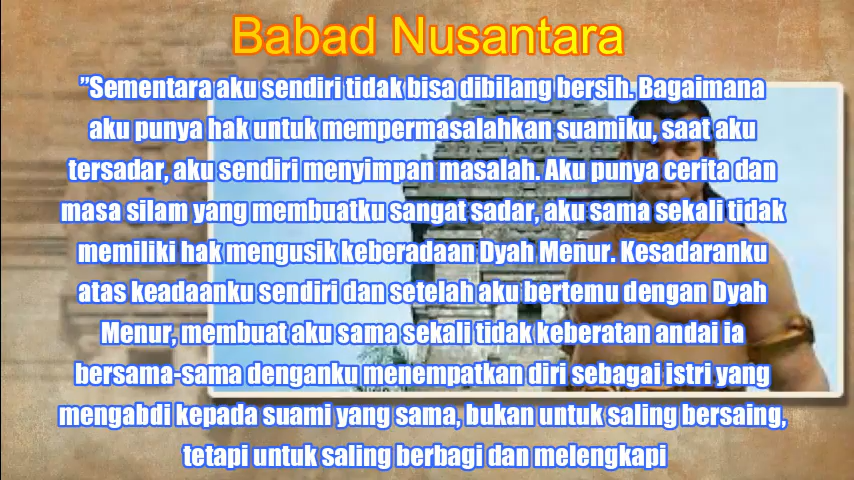 Babad Nusantara
”Sementara aku sendiri tidak bisa dibilang bersih. Bagaimana
aku punya hak untuk mempermasalahkan suamiku, saat aku
tersadar, aku sendiri menyimpan masalah. Aku punya cerita dan
masa silam yang membuatku sangat sadar, aku sama sekali tidak
memiliki hak mengusik keberadaan Dyah Menur. Kesadaranku
atas keadaanku sendiri dan setelah aku bertemu dengan Dyah
Menur, membuat aku sama sekali tidak keberatan andai ia
bersama-sama denganku menempatkan diri sebagai istri yang
mengabdi kepada suami yang sama, bukan untuk saling bersaing,
tetapi untuk saling berbagi dan melengkapi